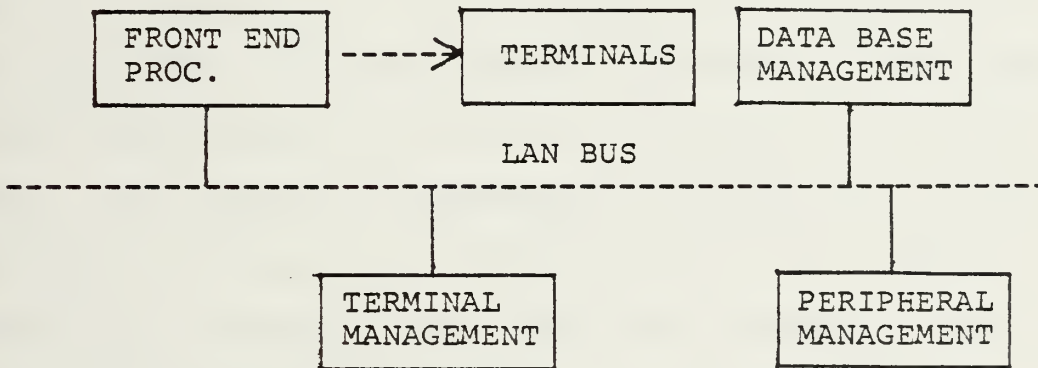 FRONT END
PROC.
TERMINALS
DATA BASE
MANAGEMENT
LAN BUS
TERMINAL
MANAGEMENT
PERIPHERAL
MANAGEMENT